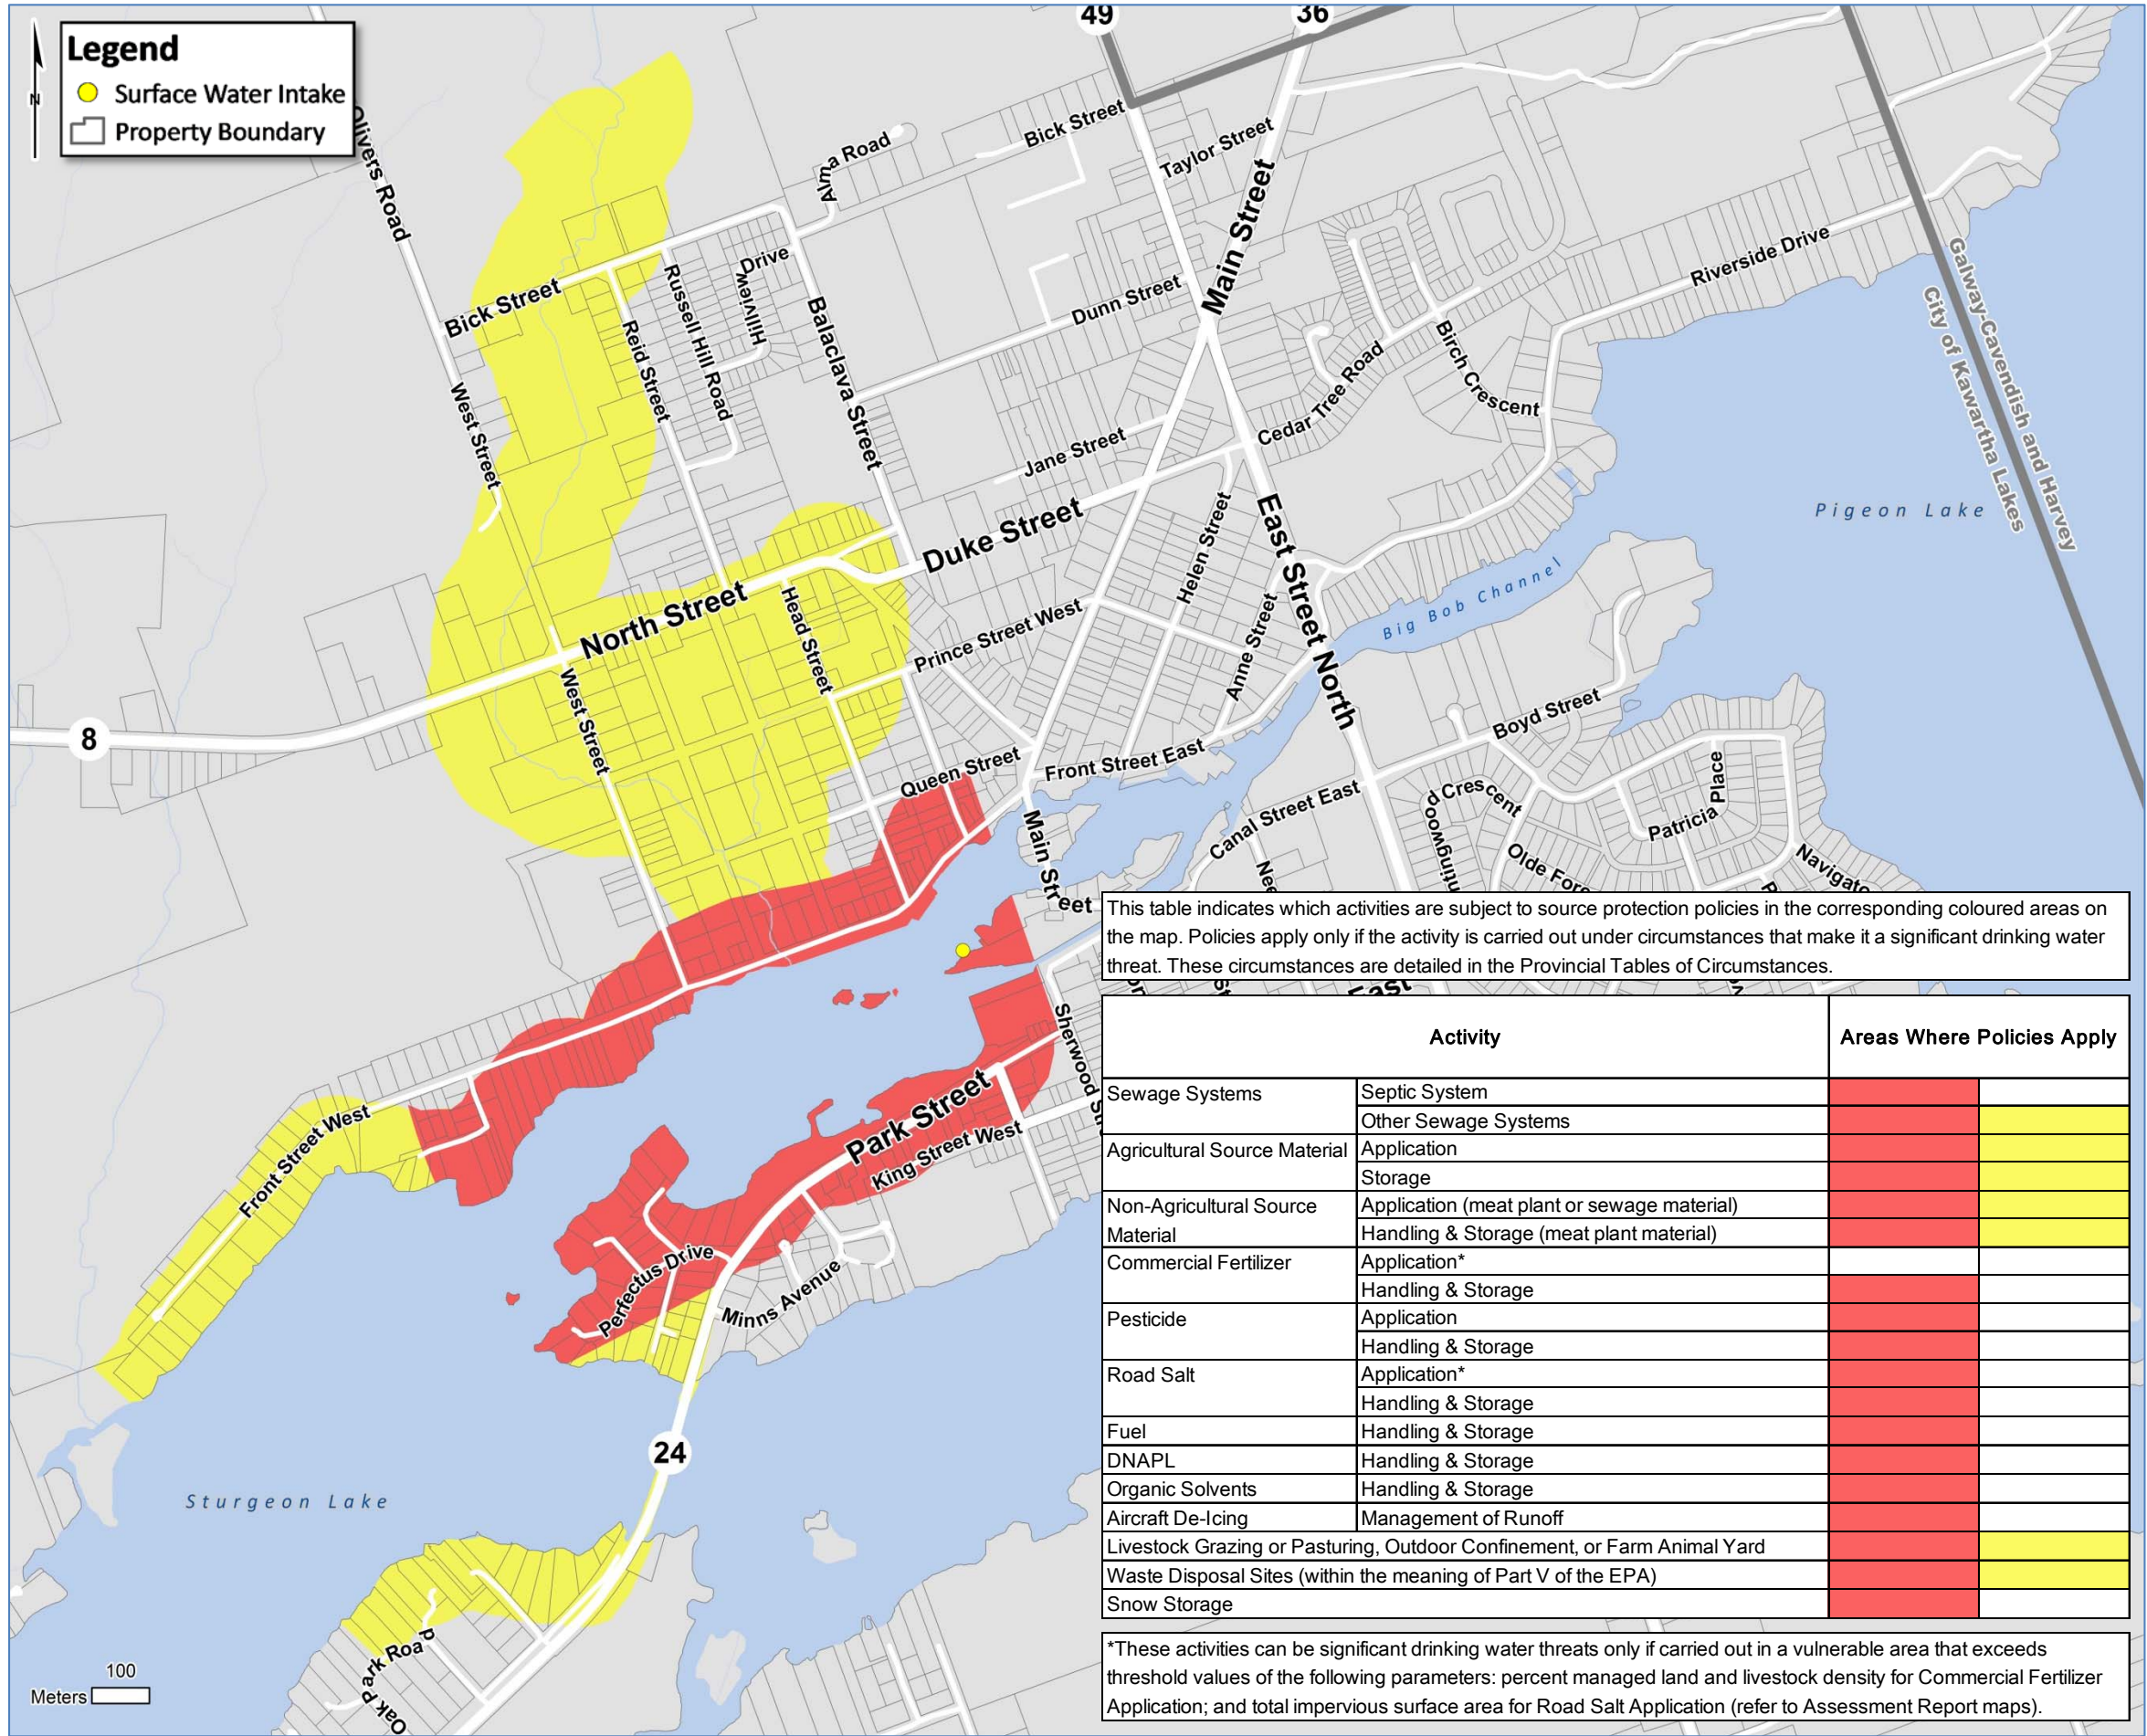 Legend
Surface Water Intake
Property Boundary
N
49
36
Bick Street
Taylor Street
Alma Road
Main Street
Riverside Drive
Galway-Cavendish and Harvey
City of Kawartha Lakes
Drive
Hillview
Bick Street
Reid Street
Russell Hill Road
Balaclava Street
Dunn Street
Birch Crescent
Cedar Tree Road
West Street
Jane Street
Duke Street
Helen Street
East Street North
Pigeon Lake
Big Bob Channel
North Street
Head Street
Prince Street West
Anne Street
West Street
8
Boyd Street
Queen Street
Front Street East
Canal Street East
Patricia Place
Main Street
Sherwood
Park Street
King Street West
Front Street West
Perfectus Drive
Minns Avenue
24
Sturgeon Lake
Oak Park Road
100
Meters
This table indicates which activities are subject to source protection policies in the corresponding coloured areas on
the map. Policies apply only if the activity is carried out under circumstances that make it a significant drinking water
threat. These circumstances are detailed in the Provincial Tables of Circumstances.
Activity Areas Where Policies Apply
Sewage Systems Septic System
Other Sewage Systems
Agricultural Source Material Application
Storage
Non-Agricultural Source Application (meat plant or sewage material)
Material Handling & Storage (meat plant material)
Commercial Fertilizer Application*
Handling & Storage
Pesticide Application
Handling & Storage
Road Salt Application*
Handling & Storage
Fuel Handling & Storage
DNAPL Handling & Storage
Organic Solvents Handling & Storage
Aircraft De-Icing Management of Runoff
Livestock Grazing or Pasturing, Outdoor Confinement, or Farm Animal Yard
Waste Disposal Sites (within the meaning of Part V of the EPA)
Snow Storage
*These activities can be significant drinking water threats only if carried out in a vulnerable area that exceeds
threshold values of the following parameters: percent managed land and livestock density for Commercial Fertilizer
Application; and total impervious surface area for Road Salt Application (refer to Assessment Report maps).